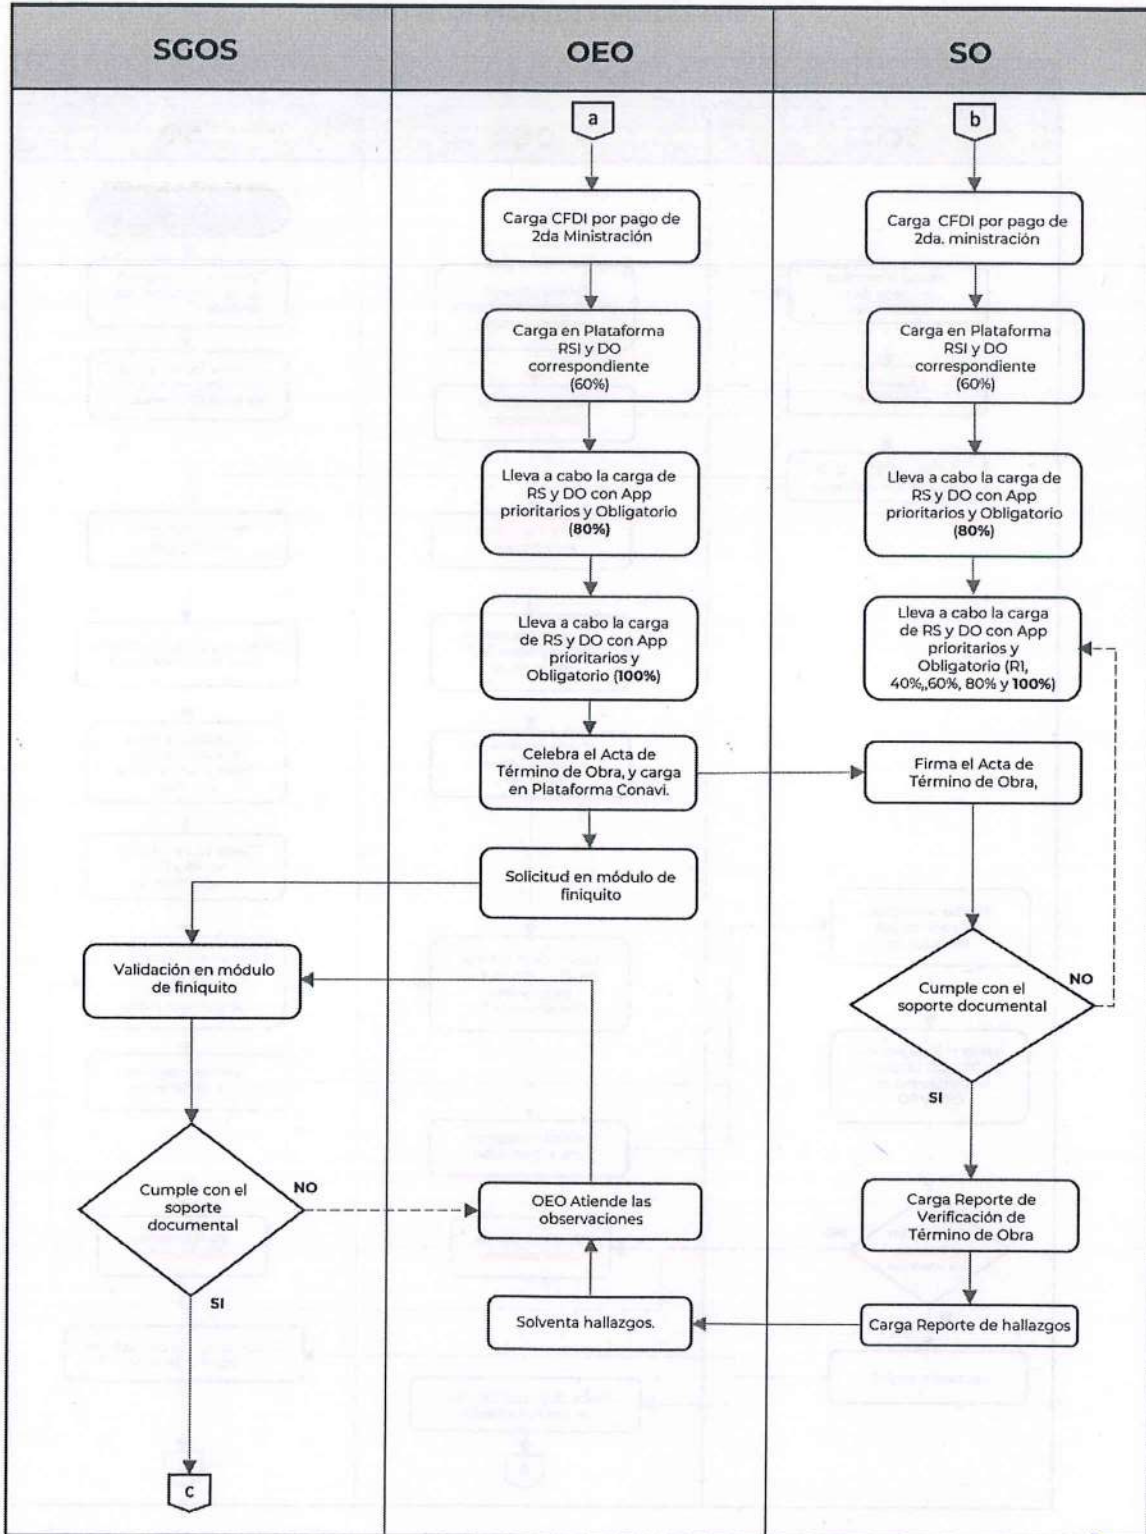 SGOS
OEO
SO
a
b
Carga CFDI por pago de
2da Ministración
Carga CFDI por pago de
2da. ministración
Carga en Plataforma
RSI y DO
correspondiente
(60%)
Carga en Plataforma
RSI y DO
correspondiente
(60%)
Lleva a cabo la carga de
RS y DO con App
prioritarios y Obligatorio
(80%)
Lleva a cabo la carga de
RS y DO con App
prioritarios y Obligatorio
(80%)
Lleva a cabo la carga
de RS y DO con App
prioritarios y
Obligatorio (100%)
Lleva a cabo la carga
de RS y DO con App
prioritarios y
Obligatorio (R1,
40%,,60%, 80% y 100%)
Celebra el Acta de
Término de Obra, y carga
en Plataforma Conavi.
Firma el Acta de
Término de Obra,
Solicitud en módulo de
finiquito
Validación en módulo
de finiquito
Cumple con el
soporte documental
NO
SI
Cumple con el
soporte
documental
NO
SI
OEO Atiende las
observaciones
Carga Reporte de
Verificación de
Término de Obra
Solventa hallazgos.
Carga Reporte de hallazgos
c